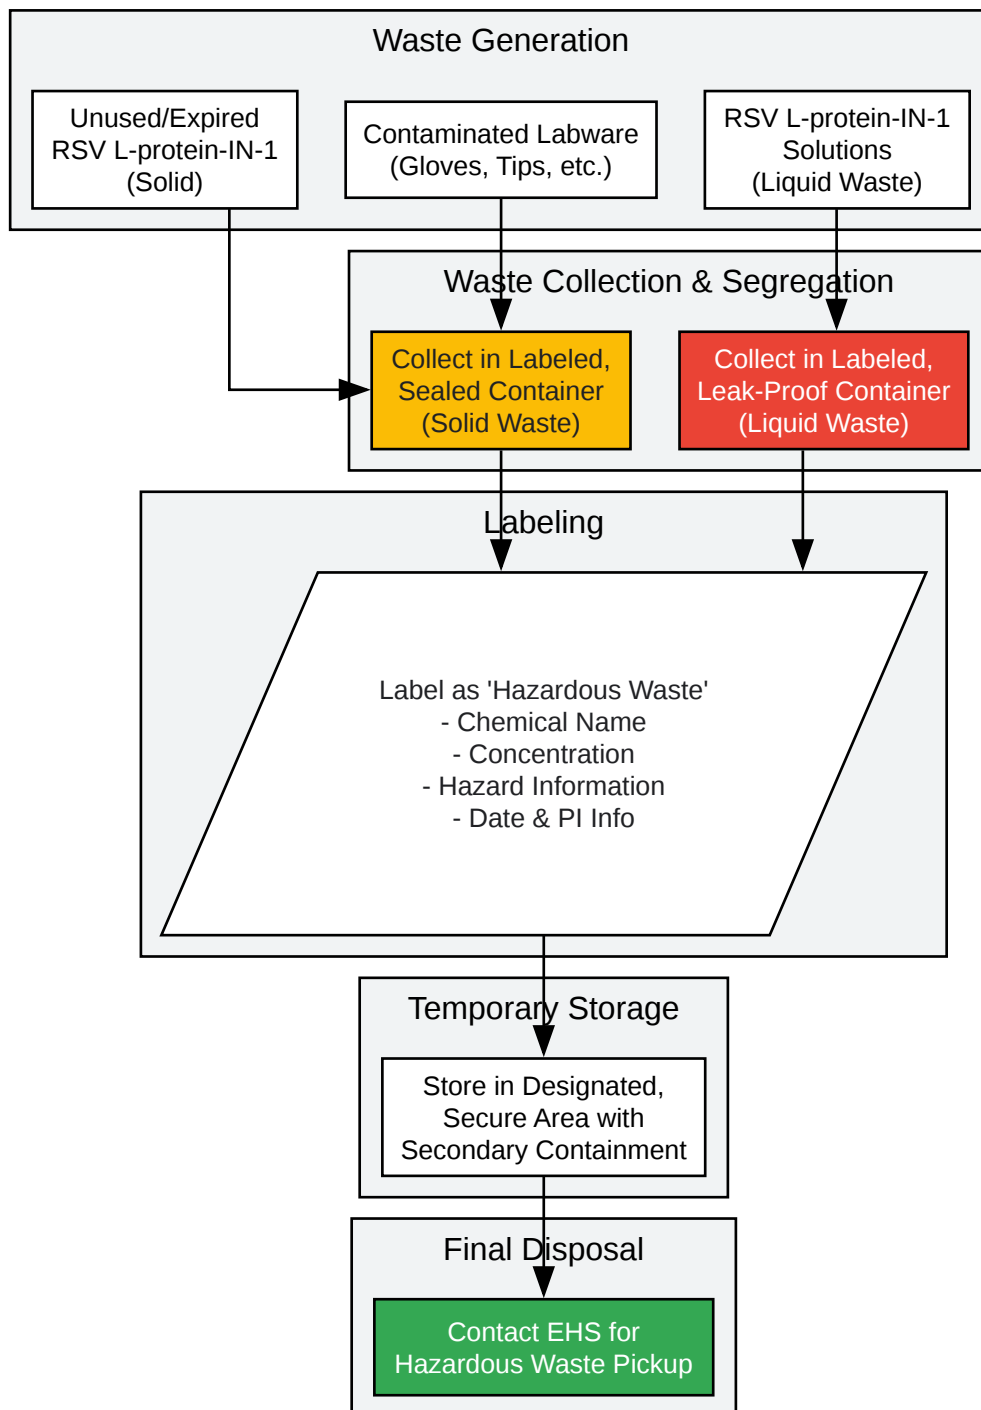 Waste Generation
Unused/Expired
RSV L-protein-IN-1
(Solid)
Contaminated Labware
(Gloves, Tips, etc.)
RSV L-protein-IN-1
Solutions
(Liquid Waste)
Waste Collection & Segregation
Collect in Labeled,
Sealed Container
(Solid Waste)
Collect in Labeled,
Leak-Proof Container
(Liquid Waste)
Labeling
Label as 'Hazardous Waste'
- Chemical Name
- Concentration
- Hazard Information
- Date & PI Info
Temporary Storage
Store in Designated,
Secure Area with
Secondary Containment
Final Disposal
Contact EHS for
Hazardous Waste Pickup